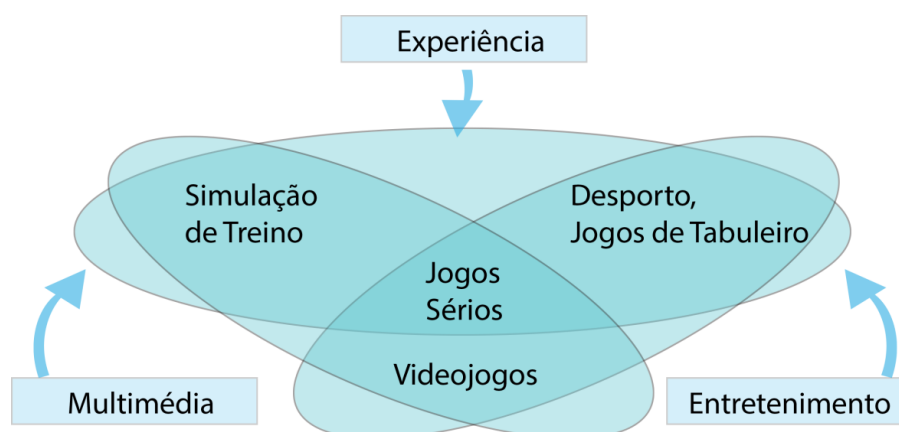 Experiência
Simulação
de Treino
Desporto,
Jogos de Tabuleiro
Jogos
Sérios
Videojogos
Multimédia
Entretenimento